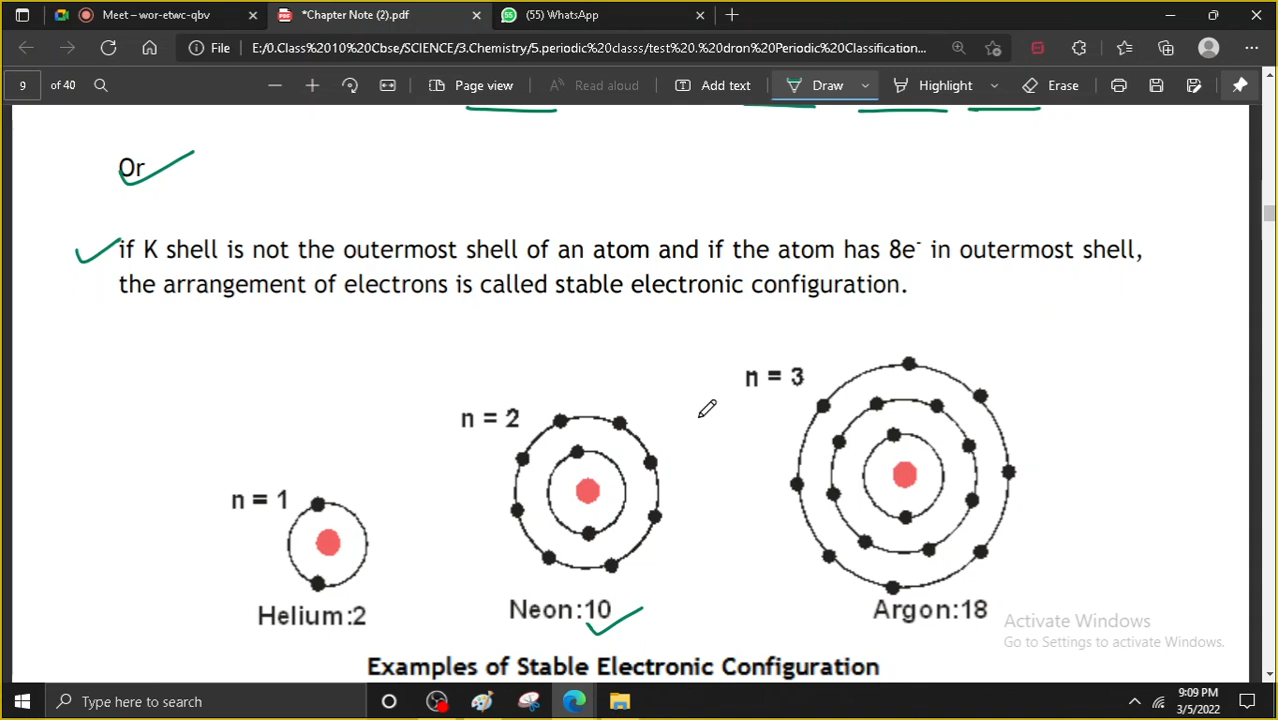 Meet – wor-etwc-qbv
*Chapter Note (2).pdf
(55) WhatsApp
File
E:/0.Class%2010%20Cbse/SCIENCE/3.Chemistry/5.periodic%20classs/test%20.%20dron%20Periodic%20Classification...
9
of 40
Page view
Read aloud
Add text
Draw
Highlight
Erase
Or
if K shell is not the outermost shell of an atom and if the atom has 8e⁻ in outermost shell,
the arrangement of electrons is called stable electronic configuration.
n = 3
n = 2
n = 1
Helium:2
Neon:10
Argon:18
Activate Windows
Go to Settings to activate Windows.
Examples of Stable Electronic Configuration
Type here to search
9:09 PM
3/5/2022